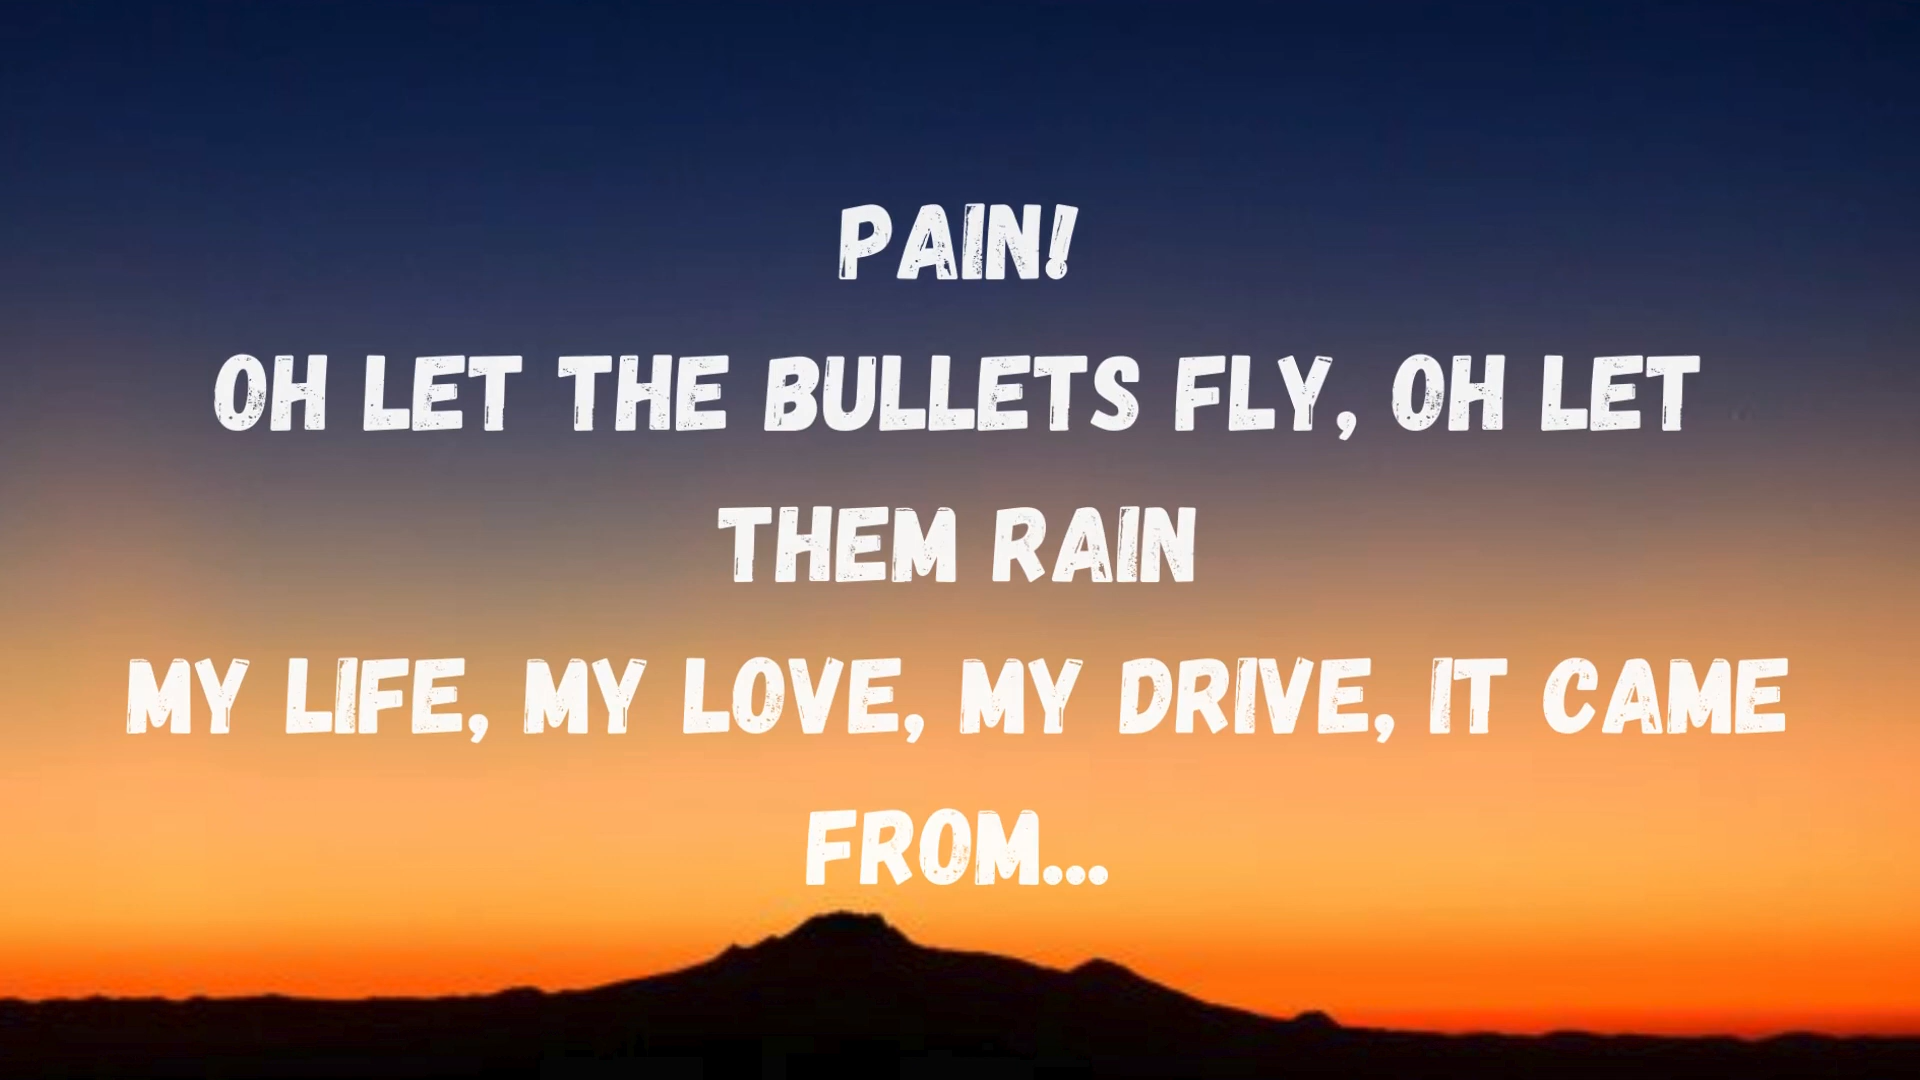 PAIN!
OH LET THE BULLETS FLY, OH LET
THEM RAIN
MY LIFE, MY LOVE, MY DRIVE, IT CAME
FROM...